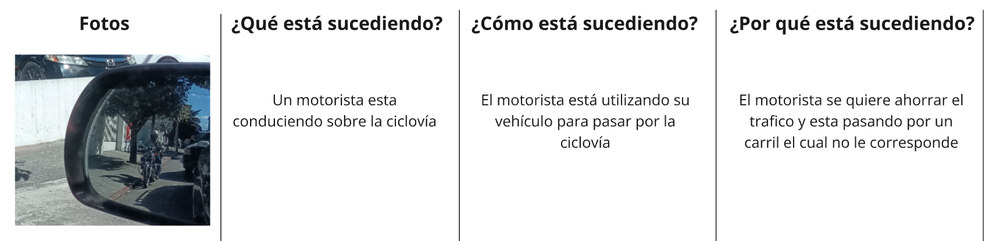 Fotos
¿Qué está sucediendo?
¿Cómo está sucediendo?
¿Por qué está sucediendo?
Un motorista esta
conduciendo sobre la ciclovía
El motorista está utilizando su
vehículo para pasar por la
ciclovía
El motorista se quiere ahorrar el
trafico y esta pasando por un
carril el cual no le corresponde